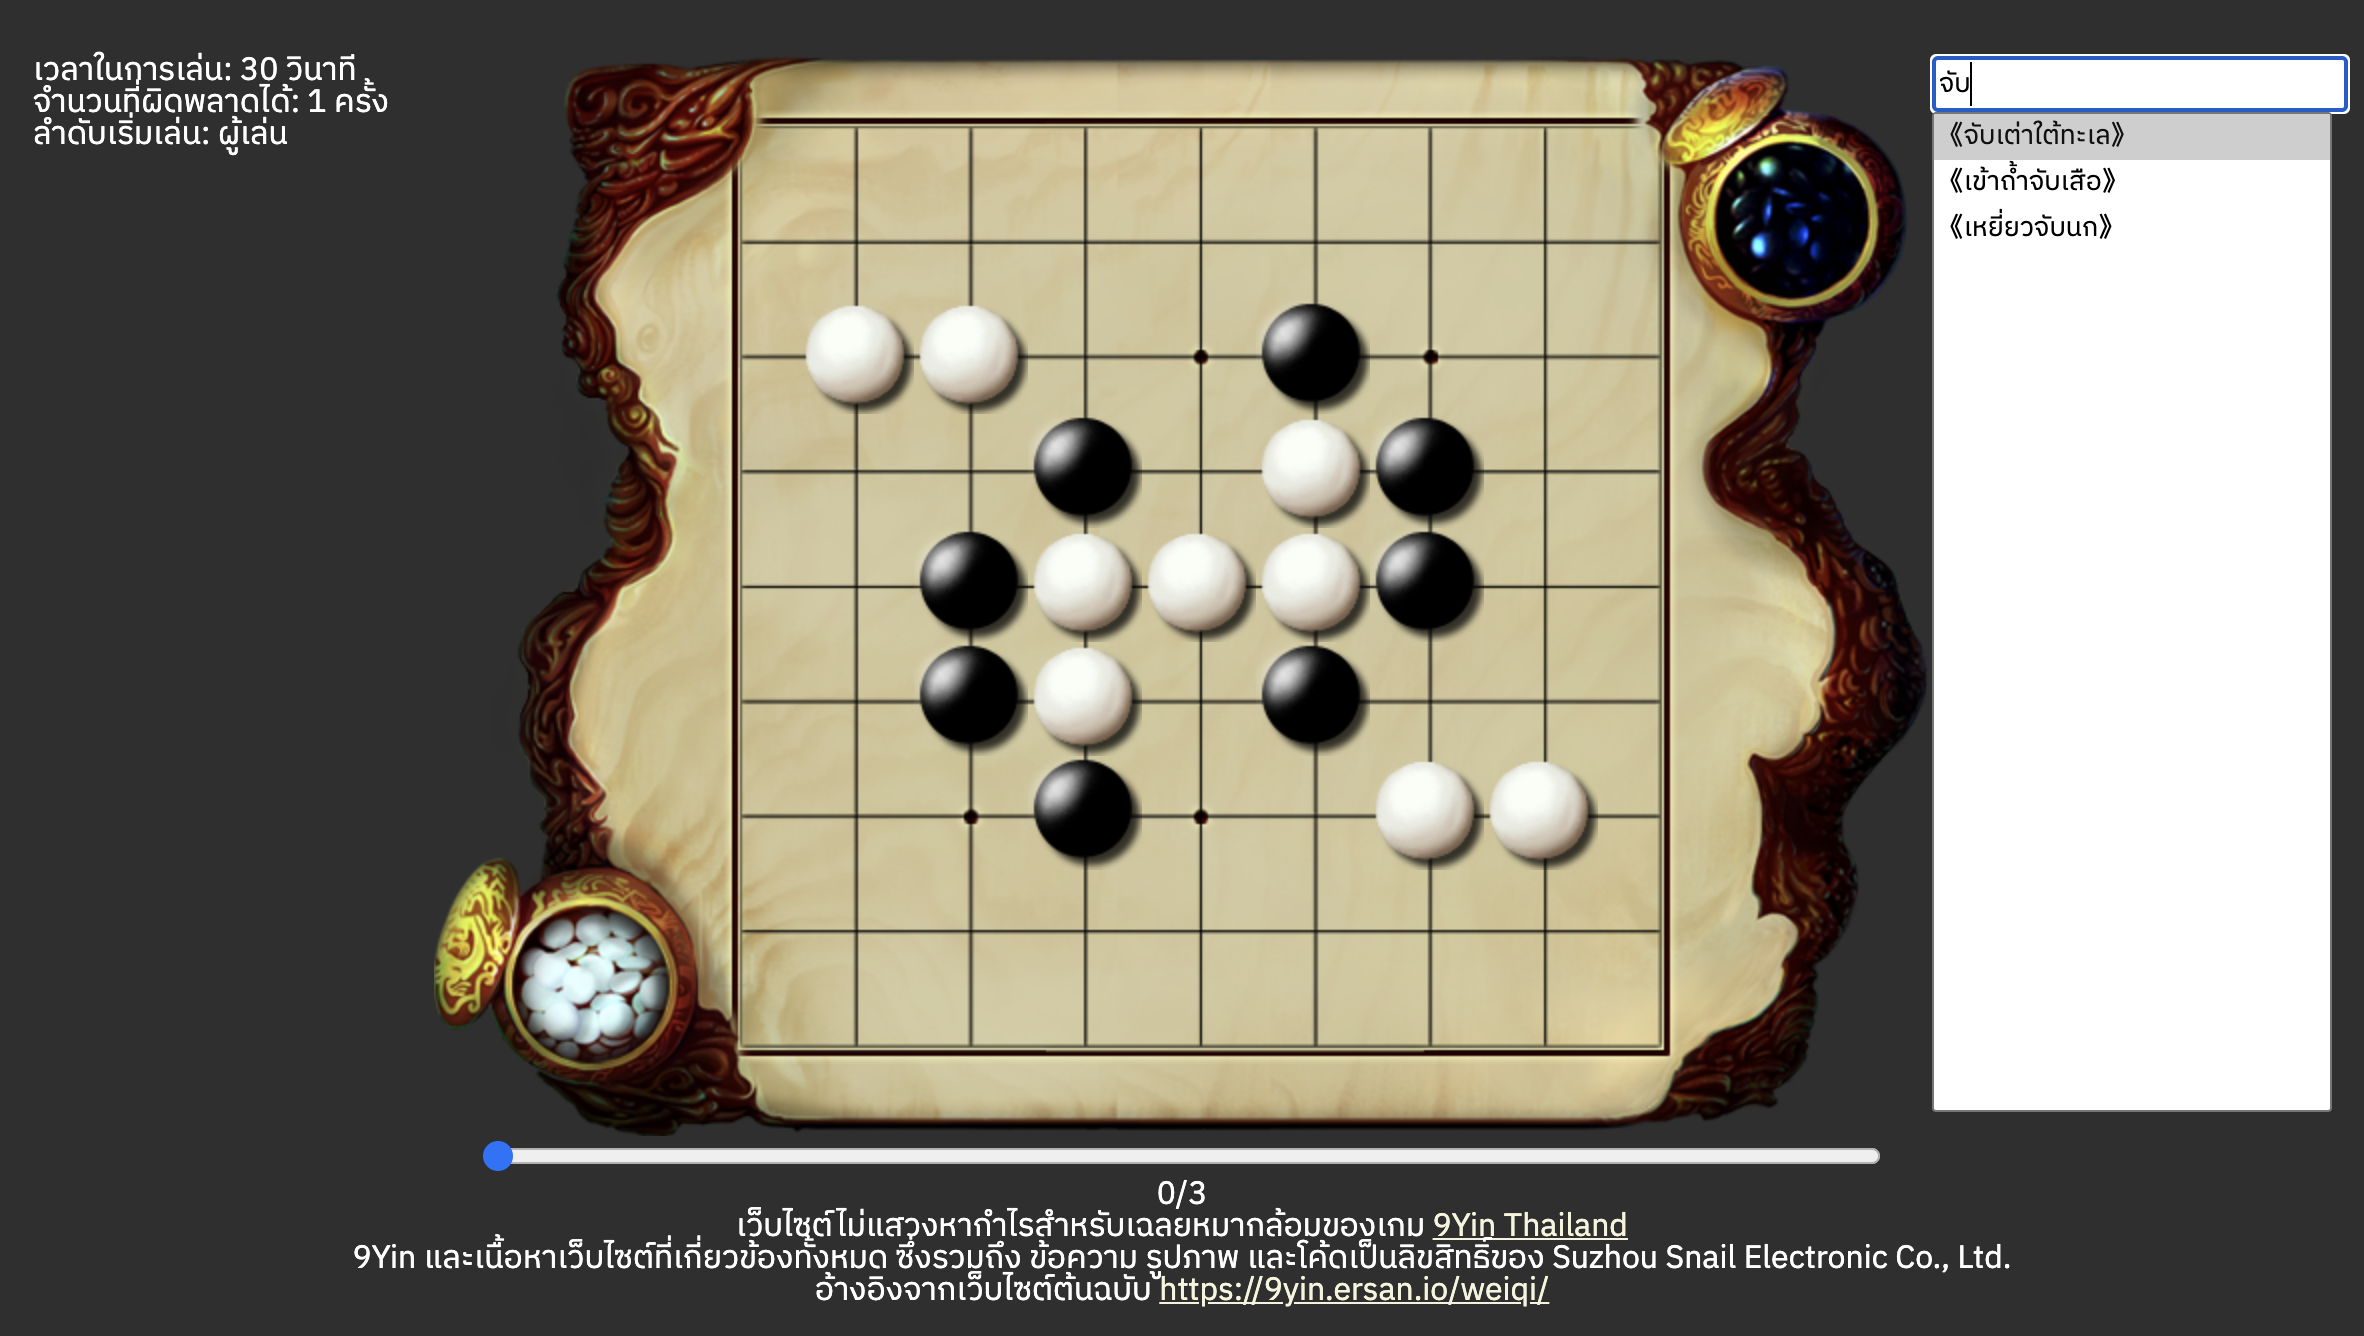 เวลาในการเล่น: 30 วินาที
จำนวนที่ผิดพลาดได้: 1 ครั้ง
ลำดับเริ่มเล่น: ผู้เล่น
จับ
《จับเต่าใต้ทะเล》
《เข้าถ้ำจับเสือ》
《เหยี่ยวจับนก》
0/3
เว็บไซต์ไม่แสวงหากำไรสำหรับเฉลยหมากล้อมของเกม 9Yin Thailand
9Yin และเนื้อหาเว็บไซต์ที่เกี่ยวข้องทั้งหมด ซึ่งรวมถึง ข้อความ รูปภาพ และโค้ดเป็นลิขสิทธิ์ของ Suzhou Snail Electronic Co., Ltd.
อ้างอิงจากเว็บไซต์ต้นฉบับ https://9yin.ersan.io/weiqi/